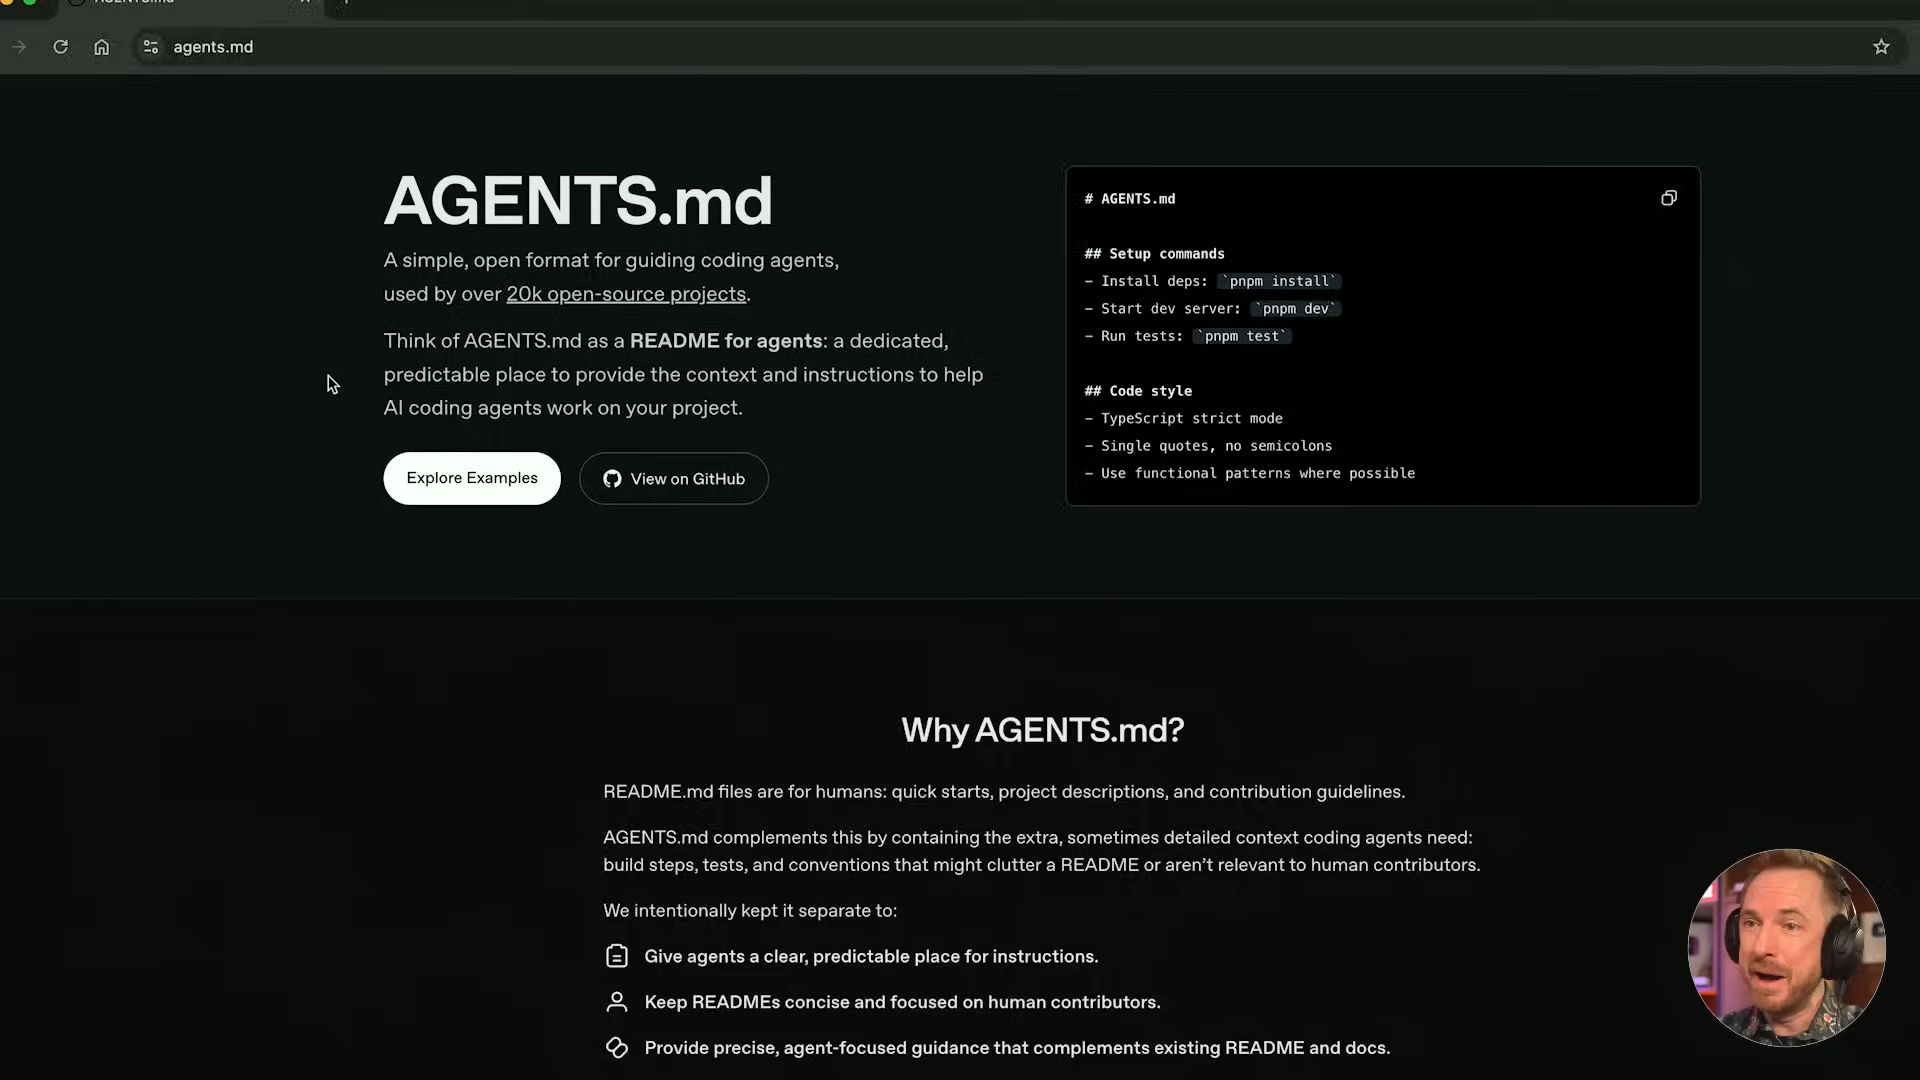 agents.md
AGENTS.md
A simple, open format for guiding coding agents,
used by over 20k open-source projects.
Think of AGENTS.md as a README for agents: a dedicated,
predictable place to provide the context and instructions to help
AI coding agents work on your project.
Explore Examples
View on GitHub
# AGENTS.md
## Setup commands
– Install deps: `pnpm install`
– Start dev server: `pnpm dev`
– Run tests: `pnpm test`
## Code style
– TypeScript strict mode
– Single quotes, no semicolons
– Use functional patterns where possible
Why AGENTS.md?
README.md files are for humans: quick starts, project descriptions, and contribution guidelines.
AGENTS.md complements this by containing the extra, sometimes detailed context coding agents need:
build steps, tests, and conventions that might clutter a README or aren’t relevant to human contributors.
We intentionally kept it separate to:
Give agents a clear, predictable place for instructions.
Keep READMEs concise and focused on human contributors.
Provide precise, agent-focused guidance that complements existing README and docs.